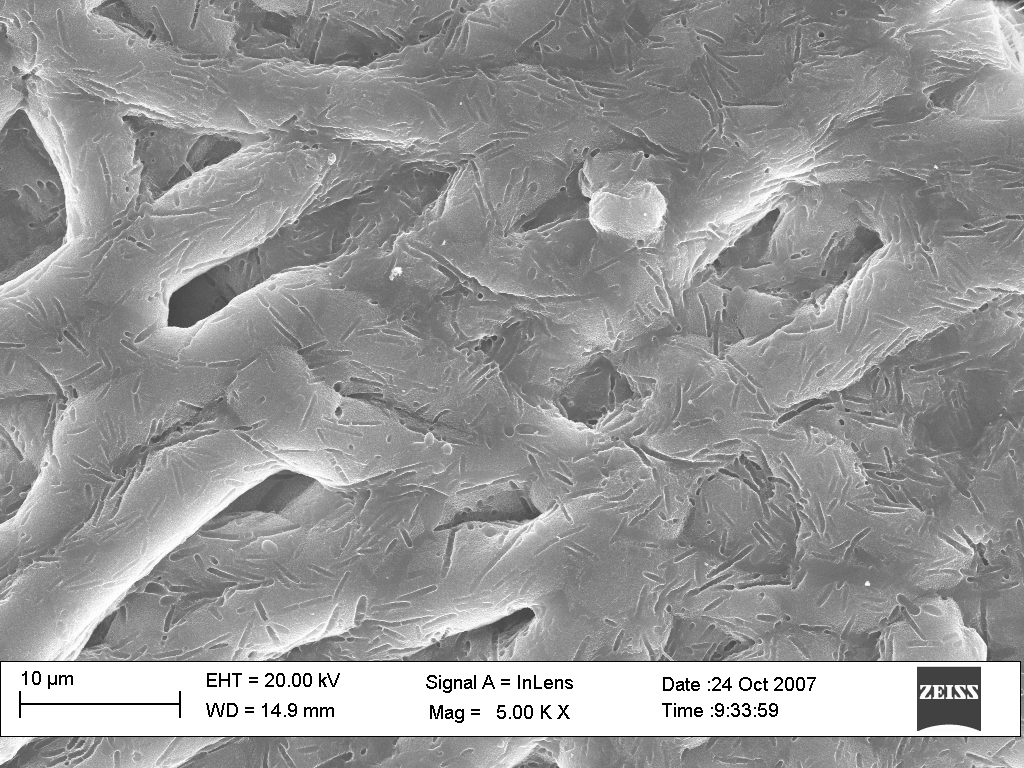 10 µm
EHT = 20.00 kV
WD = 14.9 mm
Signal A = InLens
Mag = 5.00 K X
Date :24 Oct 2007
Time :9:33:59
ZEISS